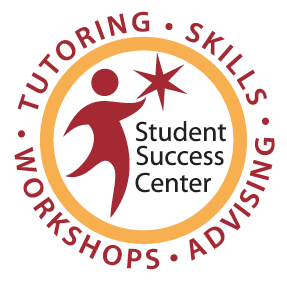 TUTORING • SKILLS • ADVISING • WORKSHOPS •
Student
Success
Center